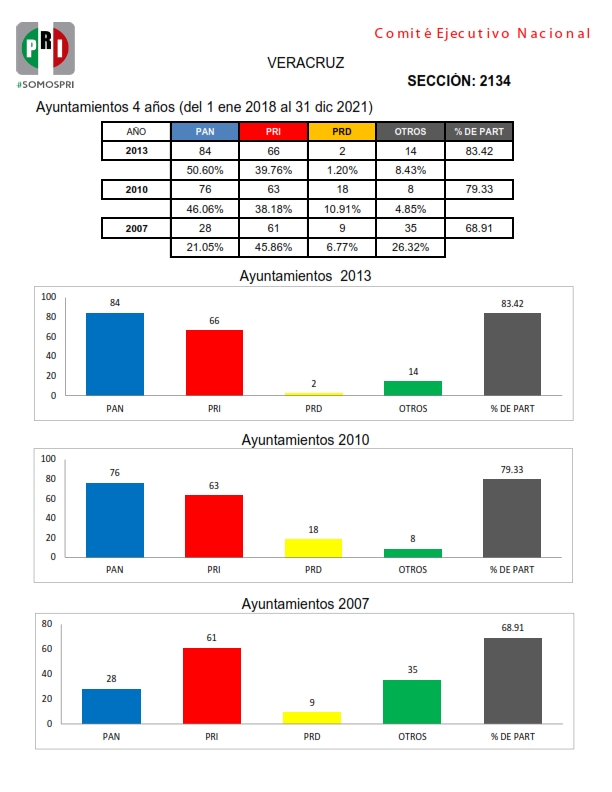 PRI
#SOMOSPRI
Comité Ejecutivo Nacional
VERACRUZ
SECCIÓN: 2134
Ayuntamientos 4 años (del 1 ene 2018 al 31 dic 2021)
AÑO PAN PRI PRD OTROS % DE PART
2013 84 66 2 14 83.42
50.60% 39.76% 1.20% 8.43%
2010 76 63 18 8 79.33
46.06% 38.18% 10.91% 4.85%
2007 28 61 9 35 68.91
21.05% 45.86% 6.77% 26.32%
Ayuntamientos 2013
100
80
60
40
20
0
84 66 2 14 83.42
PAN PRI PRD OTROS % DE PART
Ayuntamientos 2010
100
80
60
40
20
0
76 63 18 8 79.33
PAN PRI PRD OTROS % DE PART
Ayuntamientos 2007
80
60
40
20
0
28 61 9 35 68.91
PAN PRI PRD OTROS % DE PART